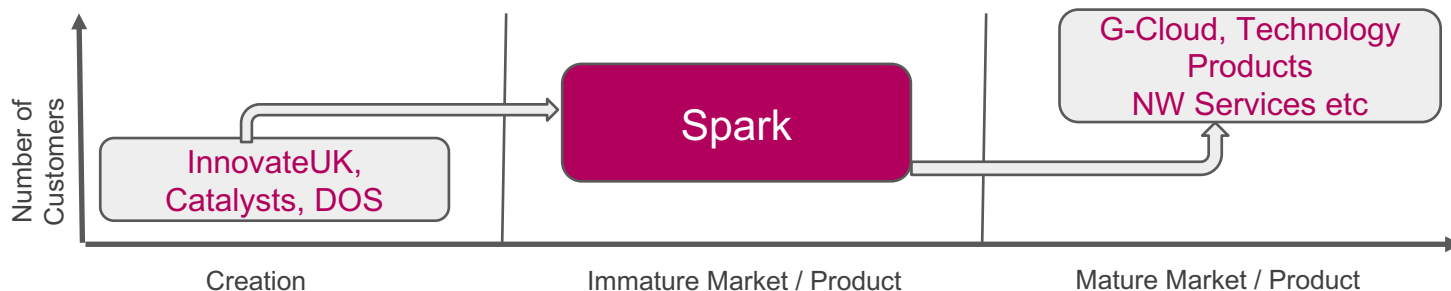 Number of
Customers
InnovateUK,
Catalysts, DOS
Spark
G-Cloud, Technology
Products
NW Services etc
Creation
Immature Market / Product
Mature Market / Product